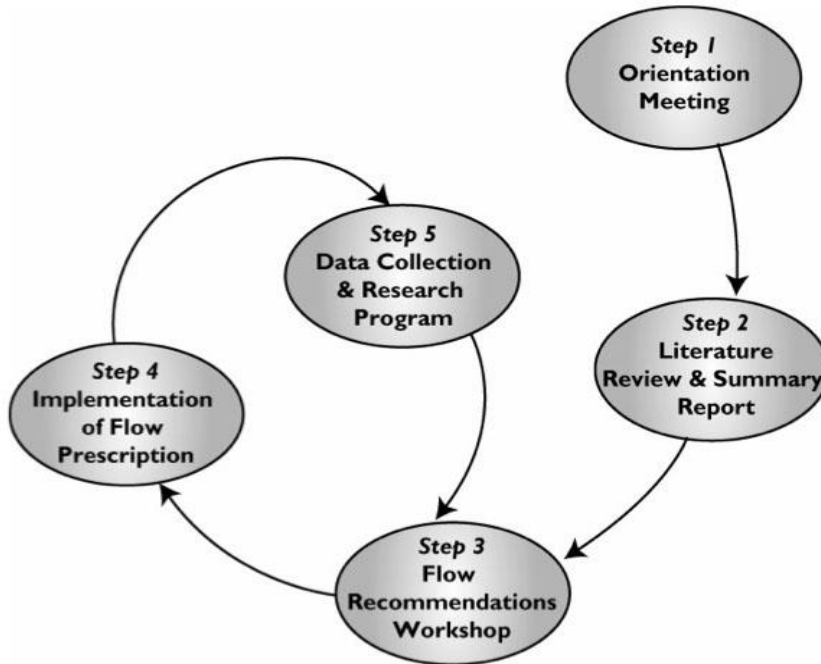 Step 1
Orientation
Meeting
Step 2
Literature
Review & Summary
Report
Step 3
Flow
Recommendations
Workshop
Step 4
Implementation
of Flow
Prescription
Step 5
Data Collection
& Research
Program